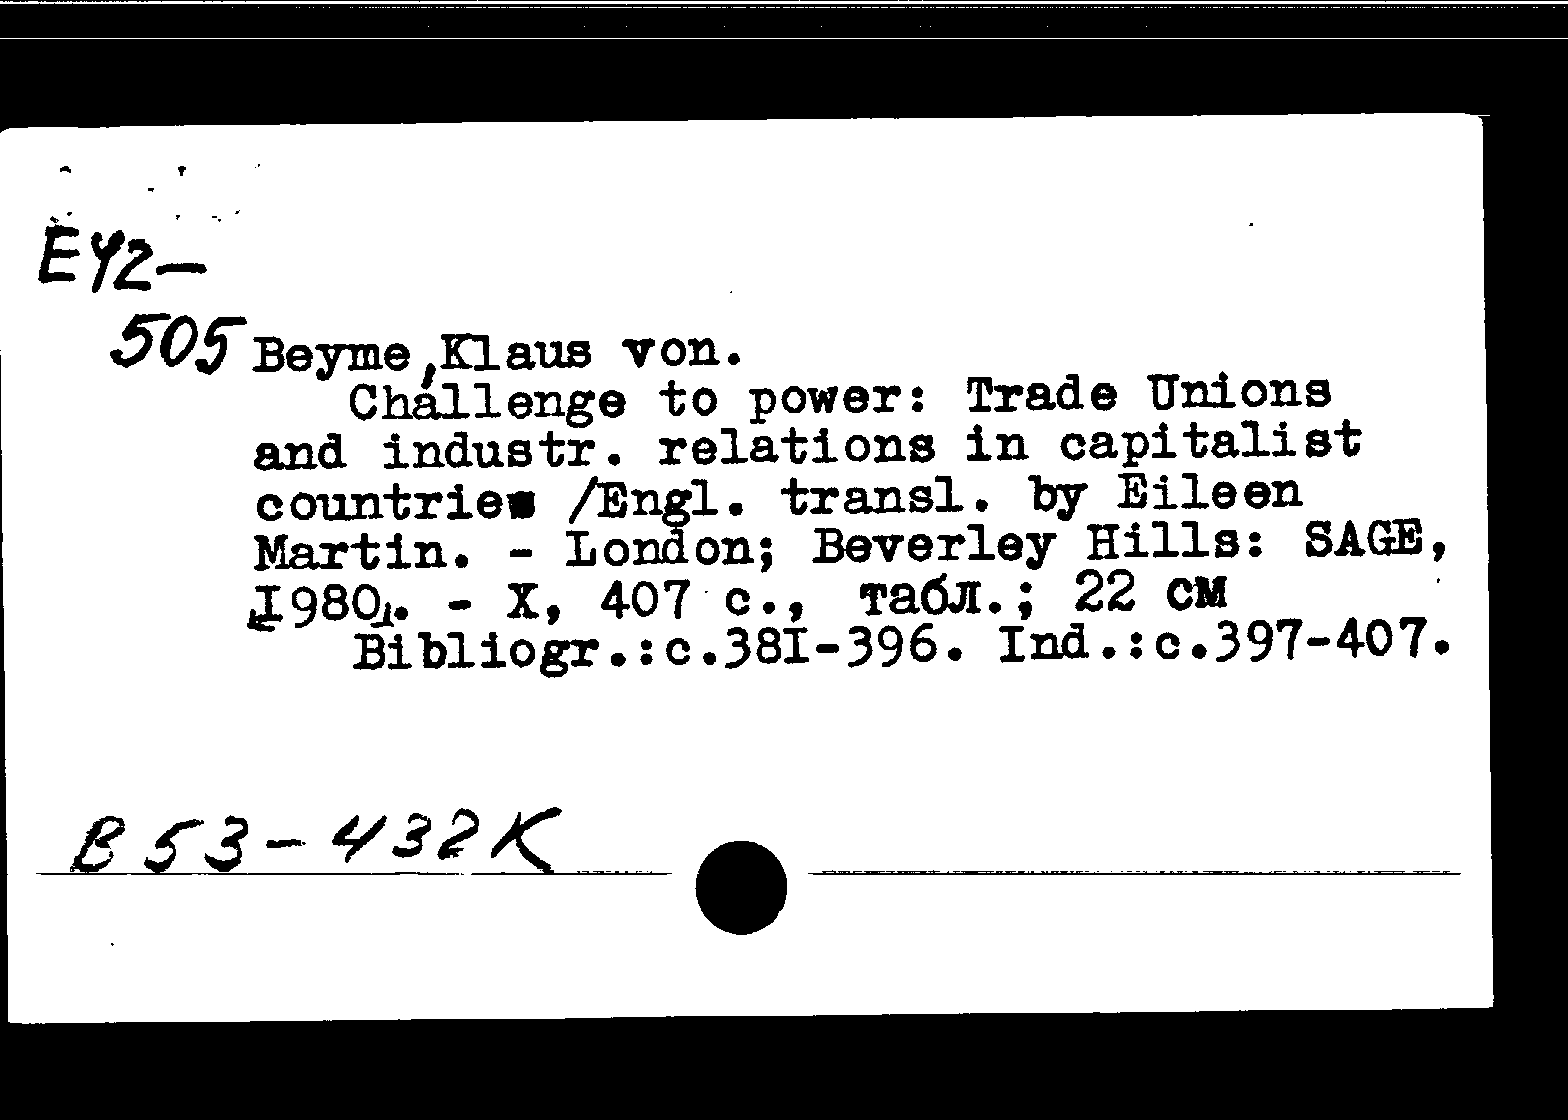 E42-
505
Beyme, Klaus von.
Challenge to power: Trade Unions
and industr. relations in capitalist
countries /Engl. transl. by Eileen
Martin. - London; Beverley Hills: SAGE,
I980. - X, 407 с., табл.; 22 см
Bibliogr.:с.38I-396. Ind.:с.397-407.
B53-432K